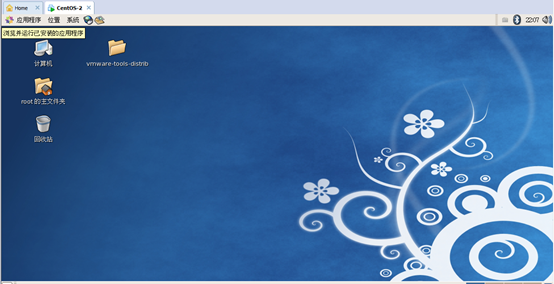 Home × CentOS-2 ×
应用程序 位置 系统 22:07
浏览并运行已安装的应用程序
计算机
vmware-tools-distrib
root 的主文件夹
回收站